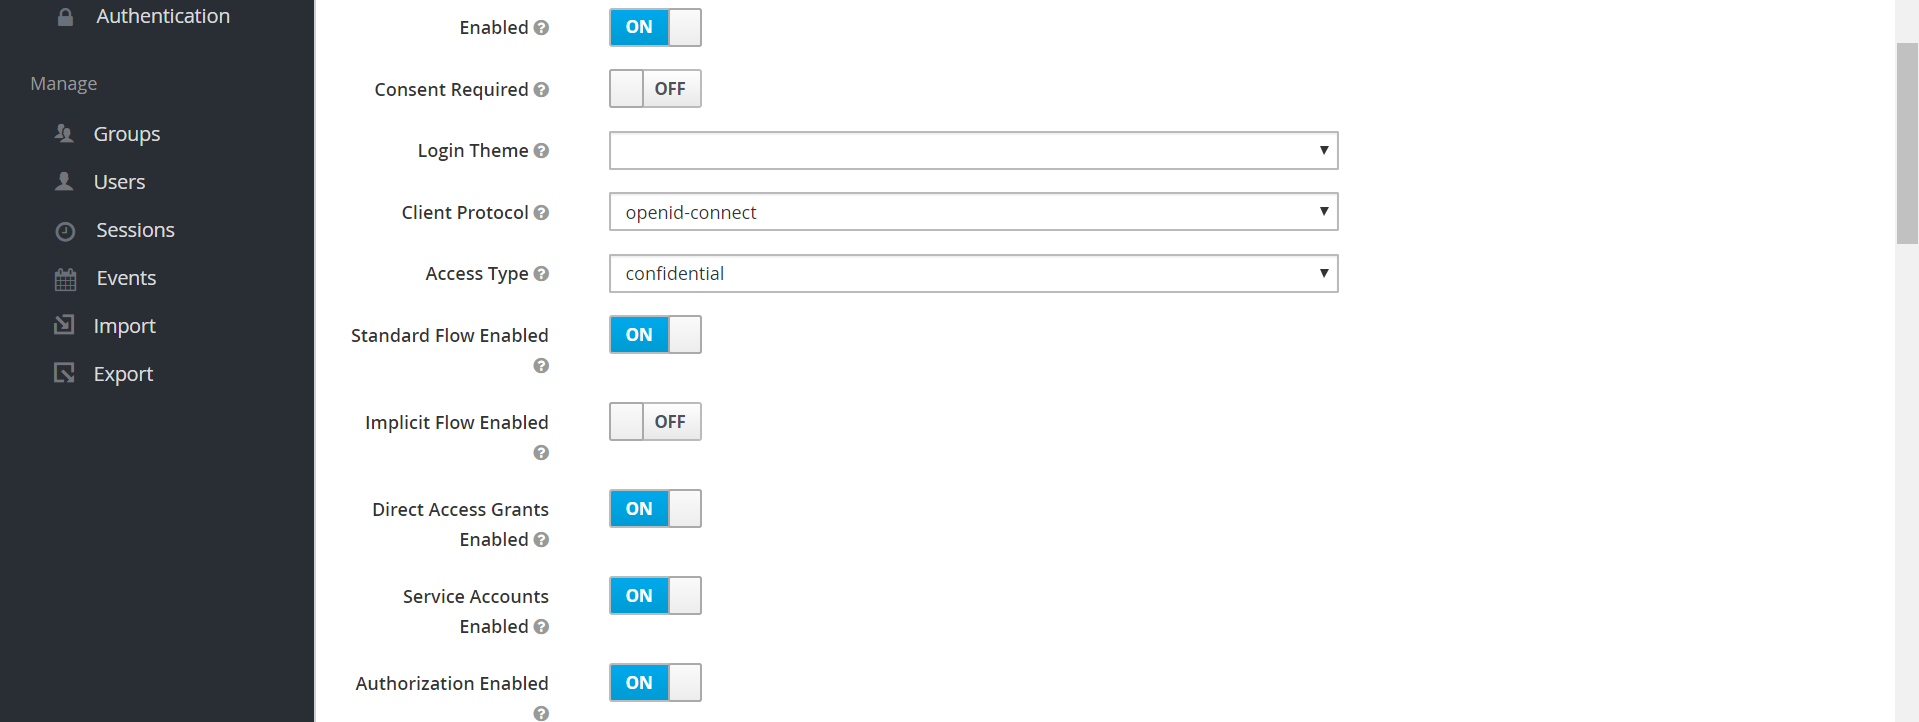 Authentication
Manage
Groups
Users
Sessions
Events
Import
Export
Enabled ON
Consent Required OFF
Login Theme
Client Protocol openid-connect
Access Type confidential
Standard Flow Enabled ON
Implicit Flow Enabled OFF
Direct Access Grants ON
Enabled
Service Accounts ON
Enabled
Authorization Enabled ON